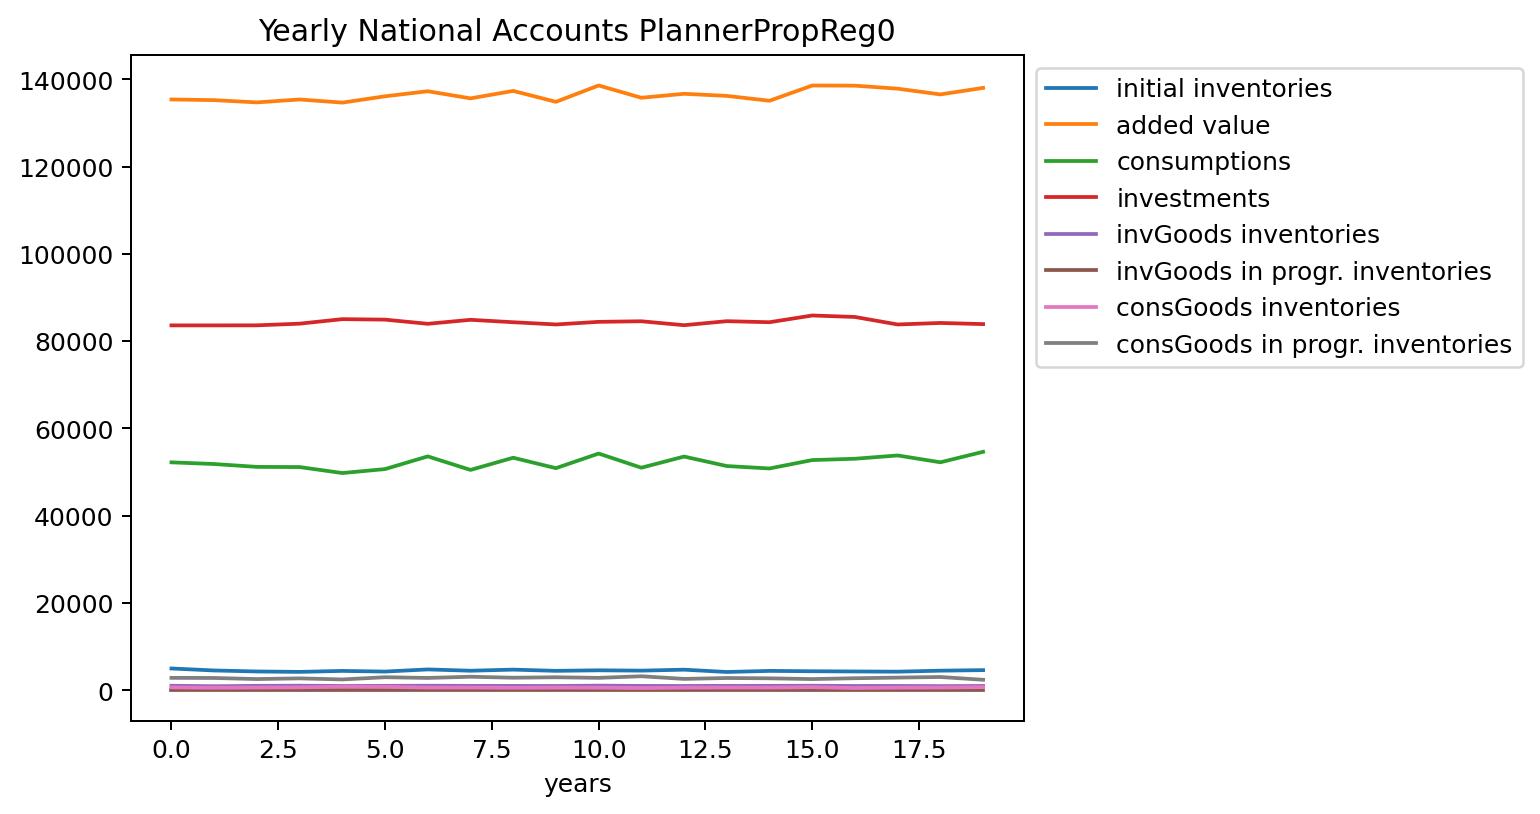 Yearly National Accounts PlannerPropReg0
140000
120000
100000
80000
60000
40000
20000
0
0.0 2.5 5.0 7.5 10.0 12.5 15.0 17.5
years
initial inventories
added value
consumptions
investments
invGoods inventories
invGoods in progr. inventories
consGoods inventories
consGoods in progr. inventories